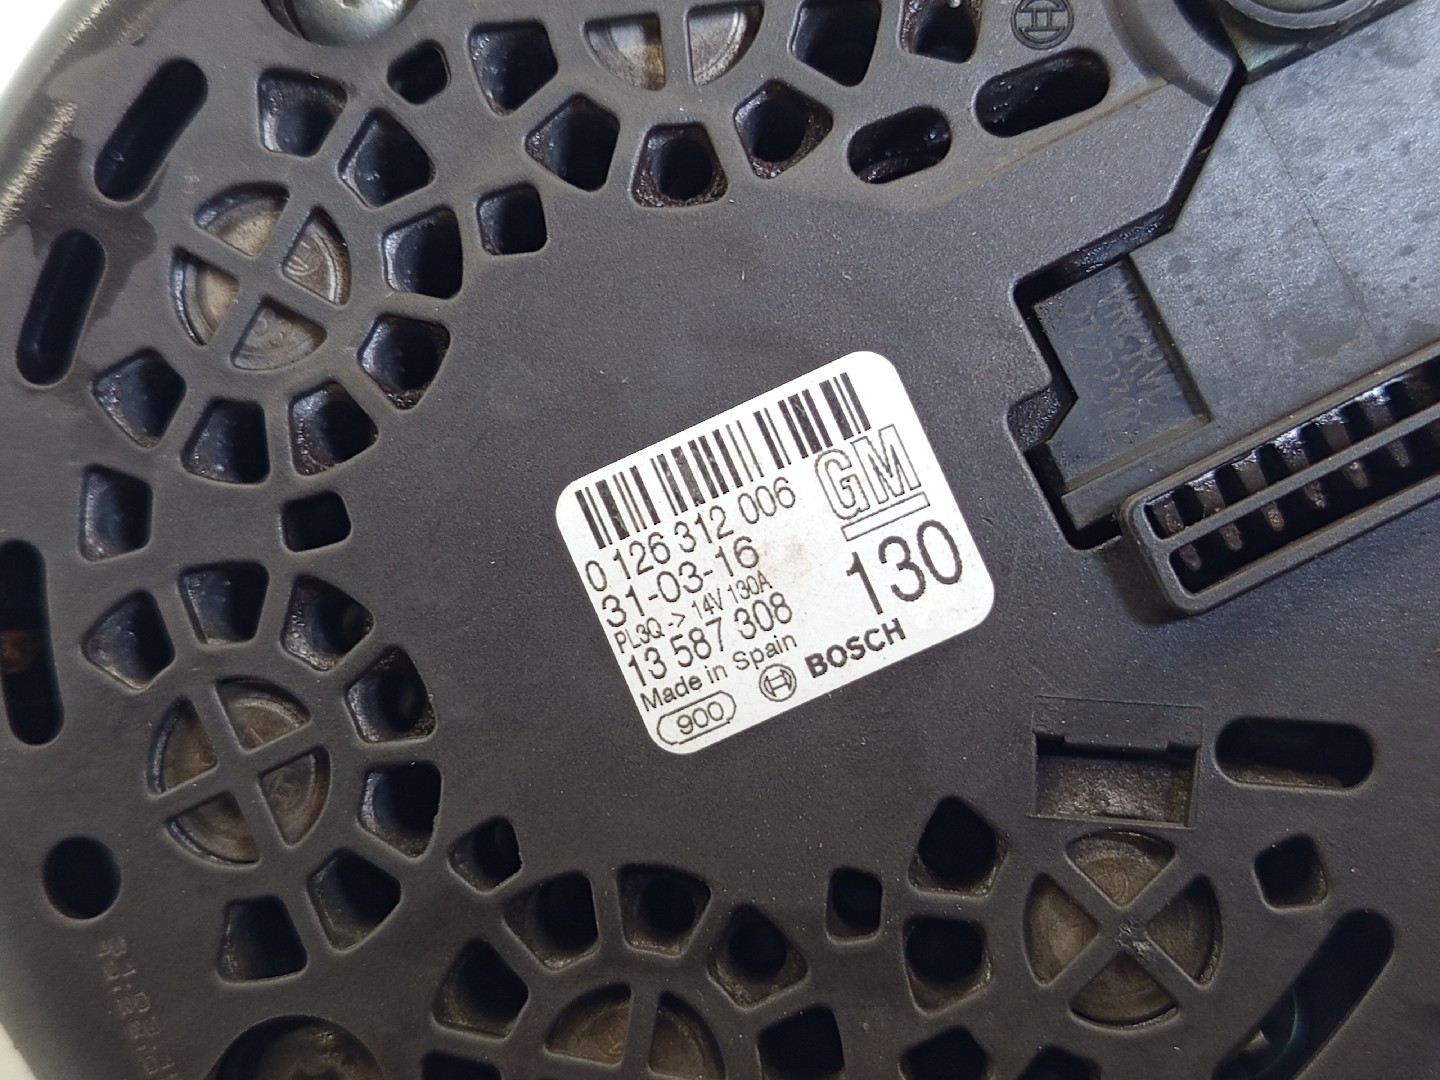 0 126 312 006
31-03-16
PL3Q -> 14V 130A
13 587 308
Made in Spain
900
GM
130
BOSCH